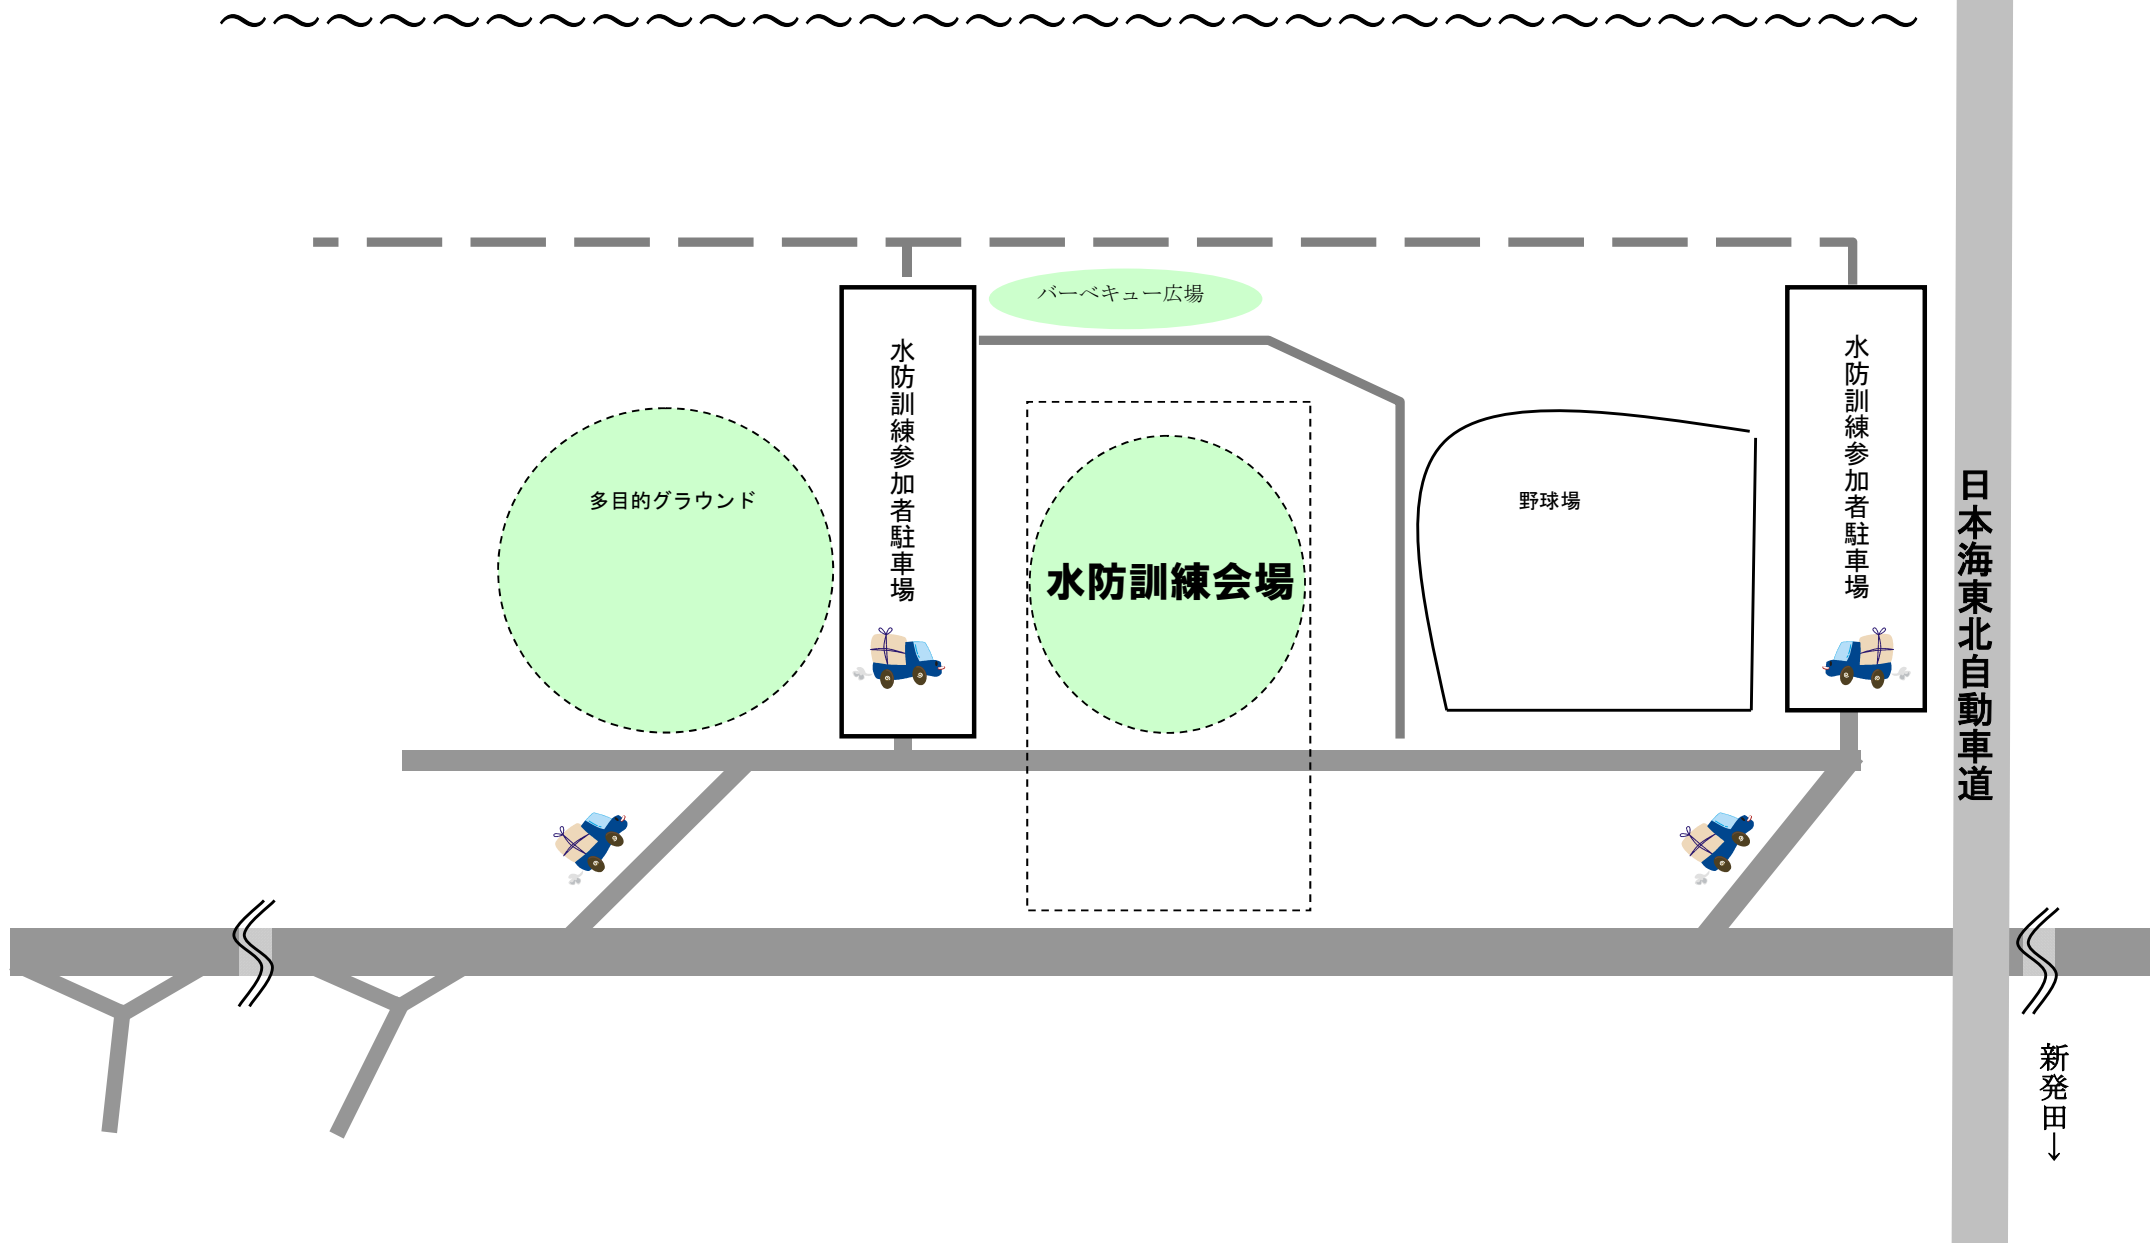 ～～～～～～～～～～～～～～～～～～～～～～～～～～～～～～～～
バーベキュー広場
水防訓練参加者駐車場
水防訓練参加者駐車場
多目的グラウンド
野球場
水防訓練会場
日本海東北自動車道
新発田→